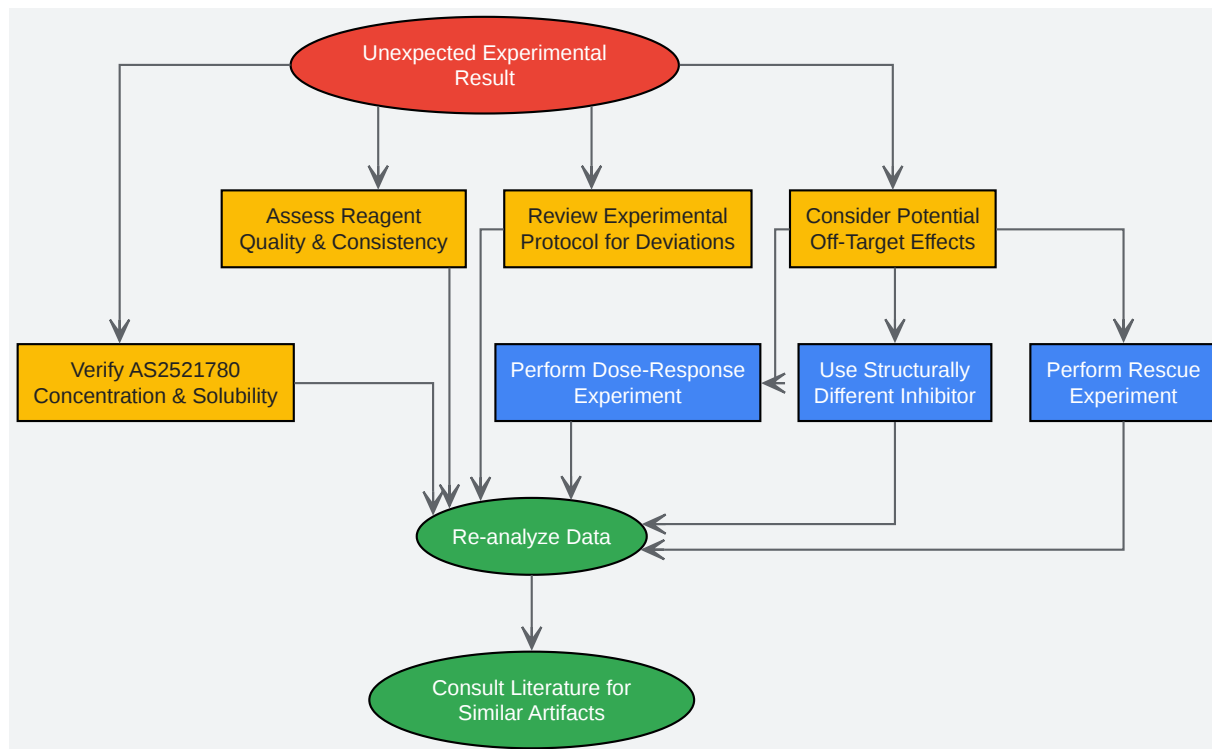 Unexpected Experimental
Result
Assess Reagent
Quality & Consistency
Review Experimental
Protocol for Deviations
Consider Potential
Off-Target Effects
Verify AS2521780
Concentration & Solubility
Perform Dose-Response
Experiment
Use Structurally
Different Inhibitor
Perform Rescue
Experiment
Re-analyze Data
Consult Literature for
Similar Artifacts